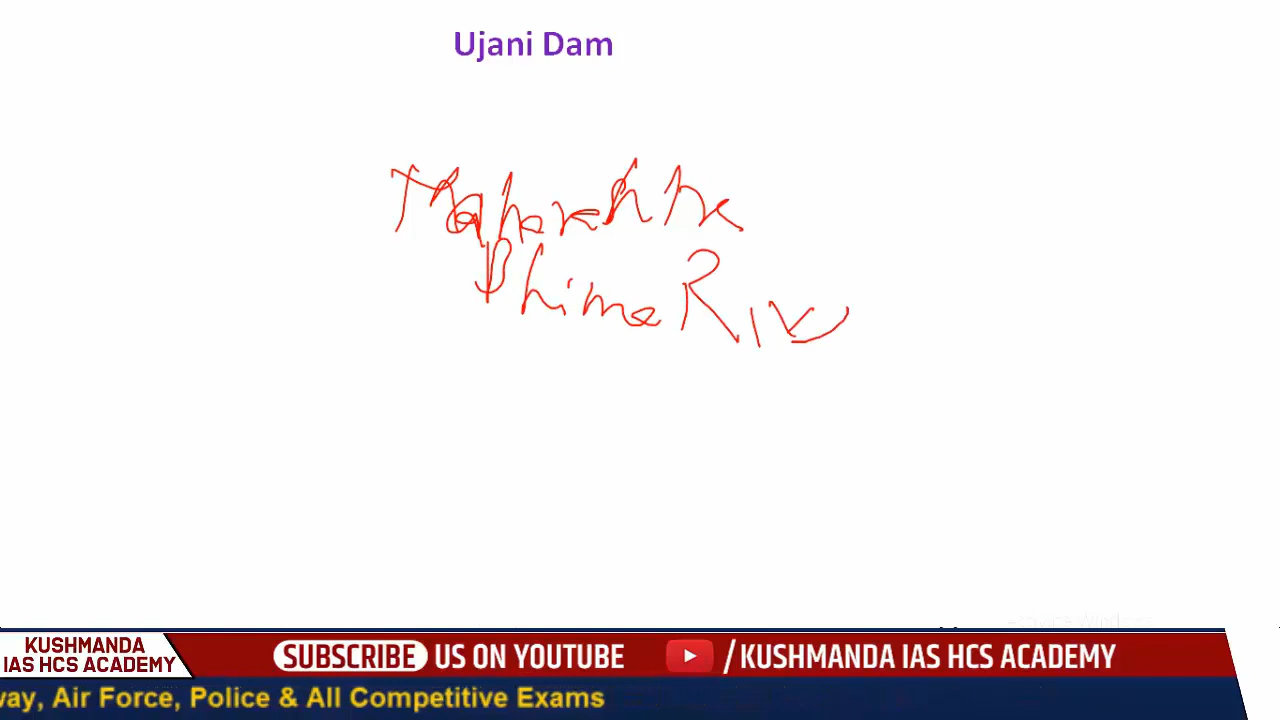 Ujani Dam
Maharashtra
Bhima River
KUSHMANDA
IAS HCS ACADEMY
SUBSCRIBE US ON YOUTUBE
/KUSHMANDA IAS HCS ACADEMY
way, Air Force, Police & All Competitive Exams